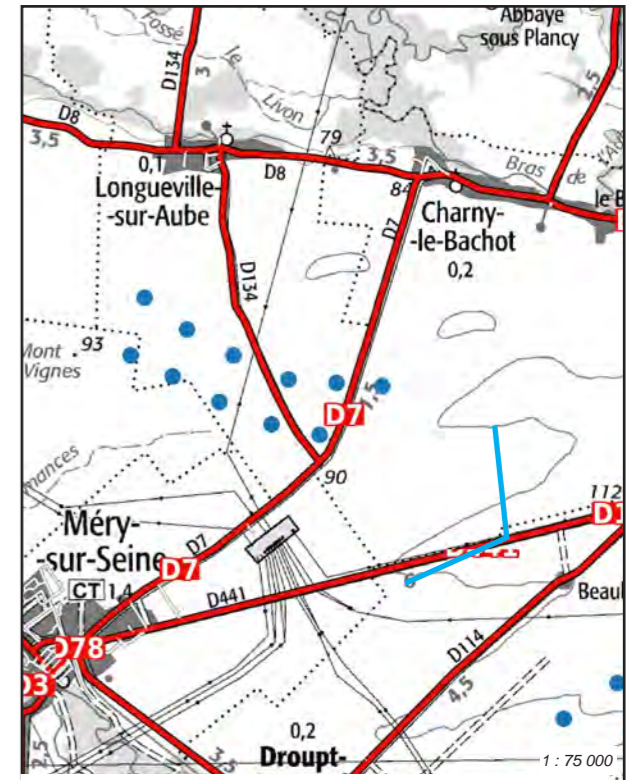 Abbaye
sous Plancy
Fossé
le
Livon
D134
3
2,5
D8
3,5
0,1
Longueville-
-sur-Aube
79
D8
3,5
84
Bras
de
Charny-
-le-Bachot
0,2
D7
D134
93
Vignes
D7
1,5
90
112
Méry-
-sur-Seine
CT
1,4
D7
D7
D441
D78
D114
4,5
0,2
Droupt-
2,5
3,5
1 : 75 000